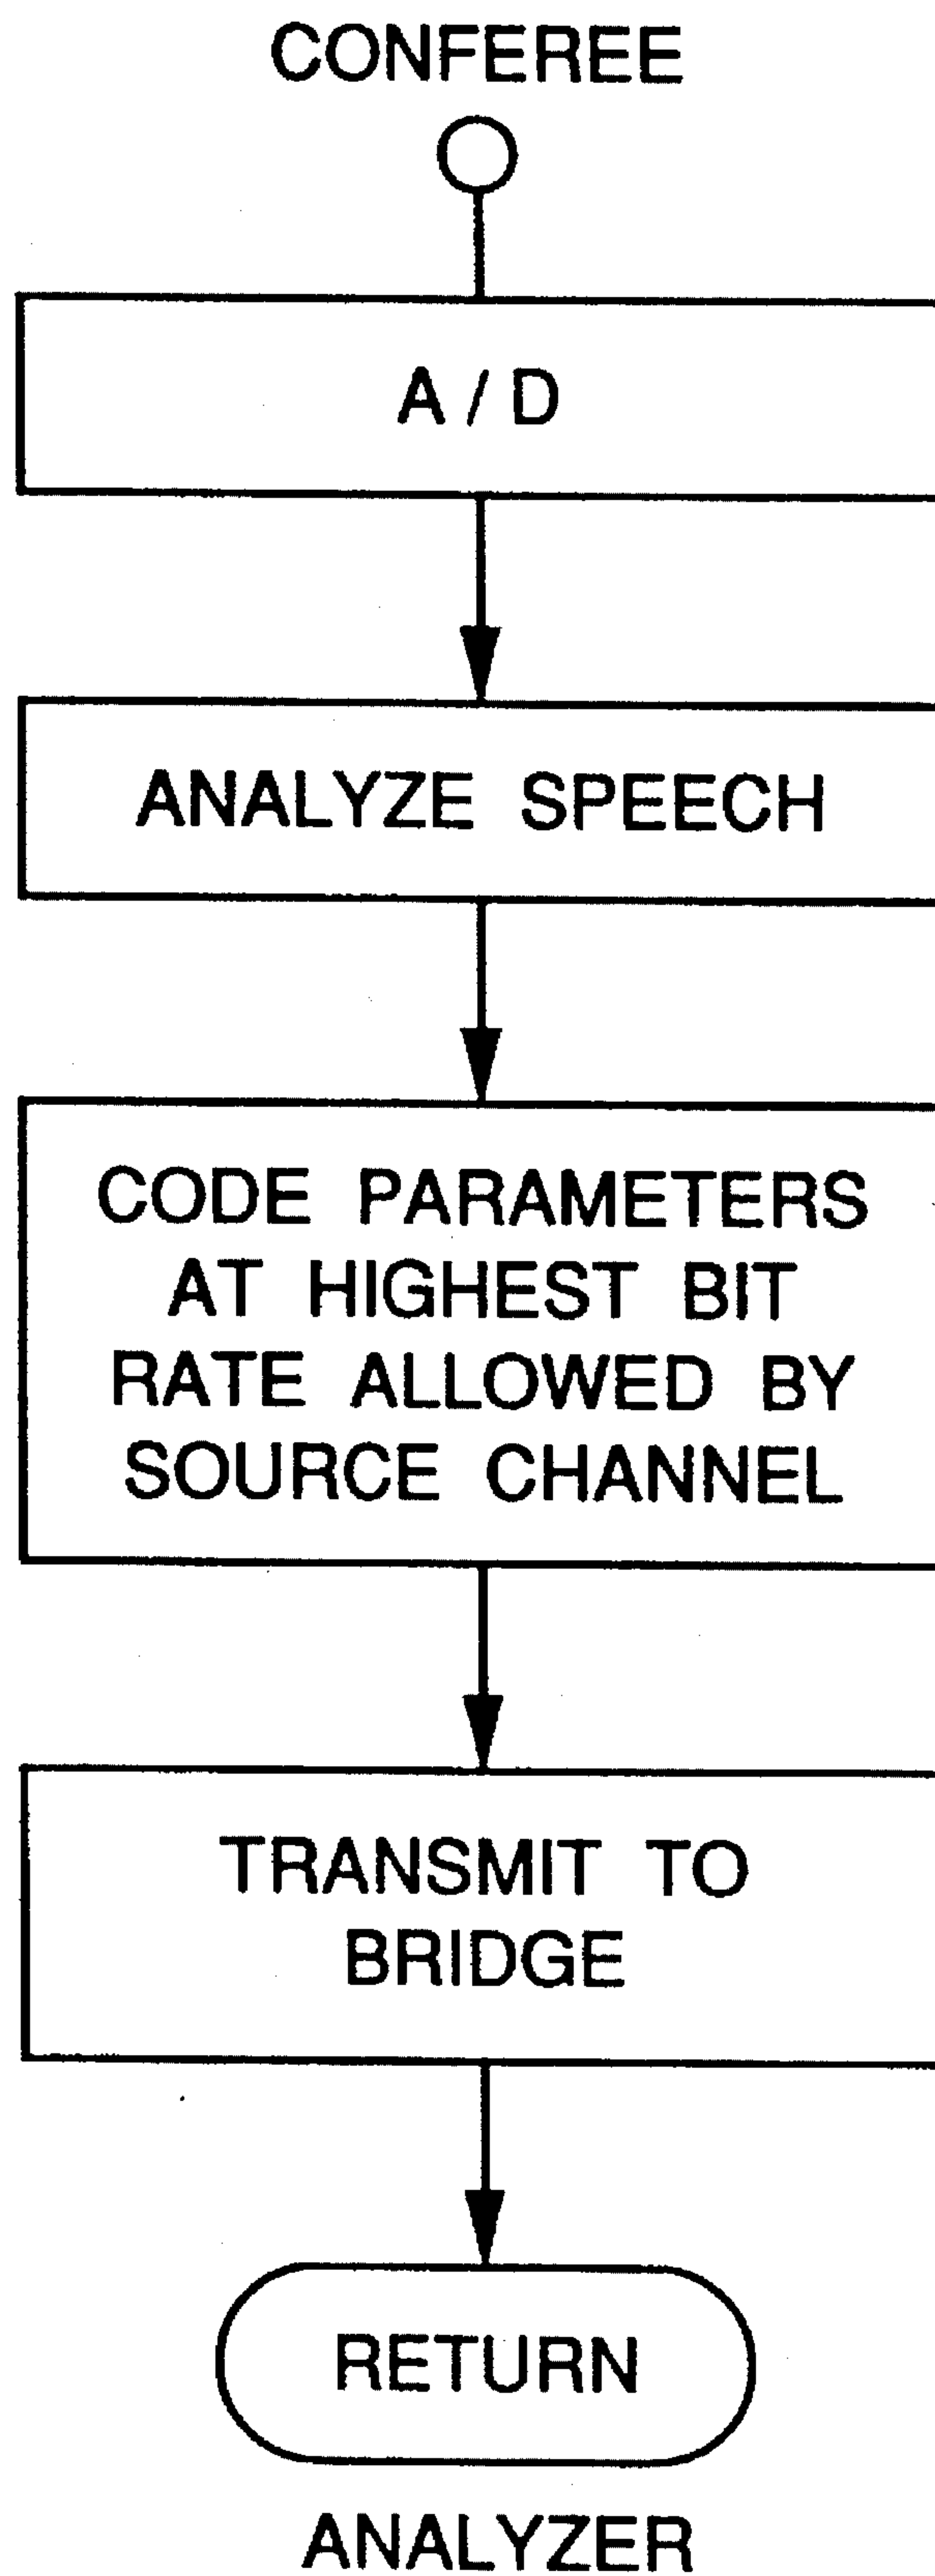 CONFEREE
A / D
ANALYZE SPEECH
CODE PARAMETERS
AT HIGHEST BIT
RATE ALLOWED BY
SOURCE CHANNEL
TRANSMIT TO
BRIDGE
RETURN
ANALYZER